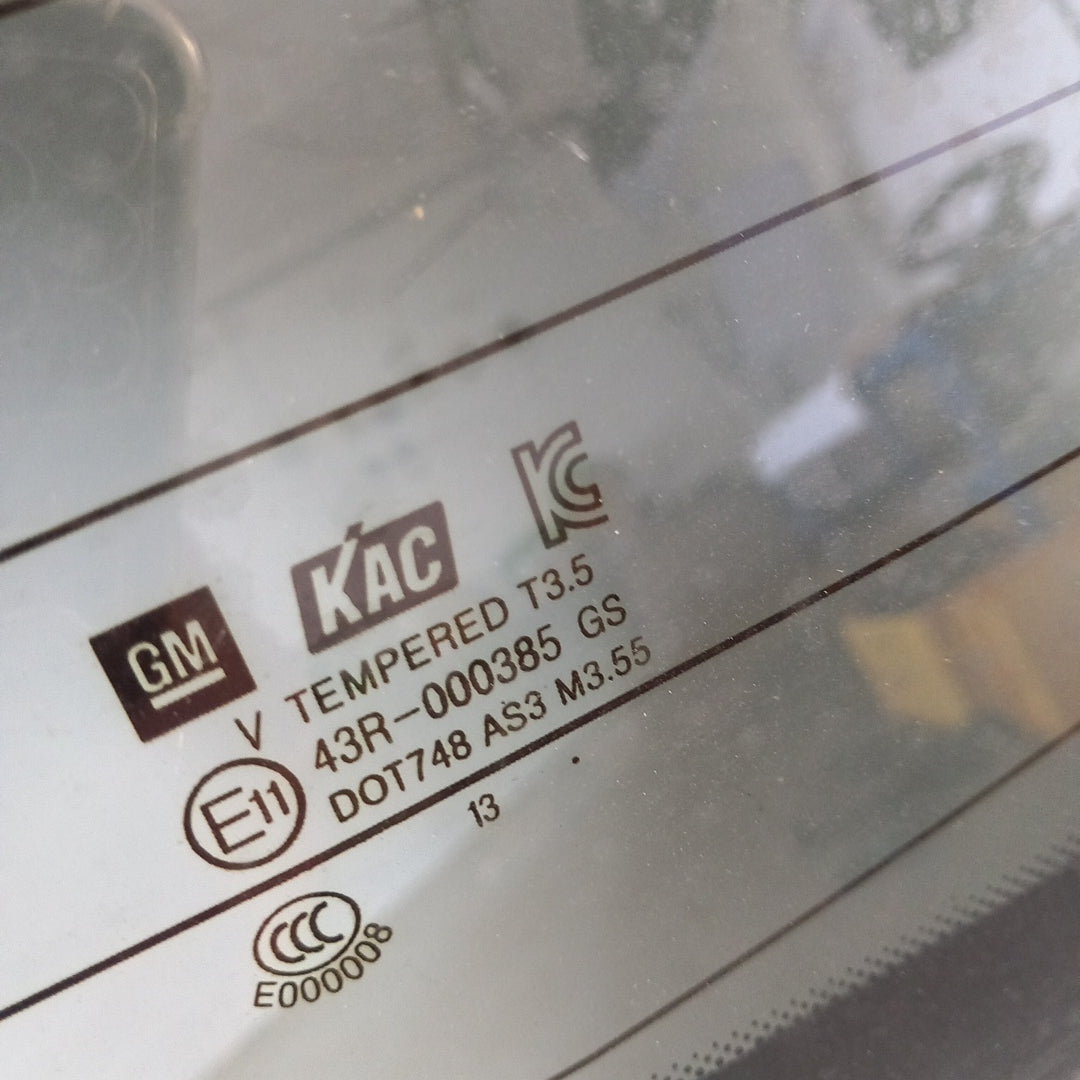 KC
KAC
GM
V TEMPERED T3.5
43R-000385 GS
E11
DOT748 AS3 M3.55
13
CCC
E000008